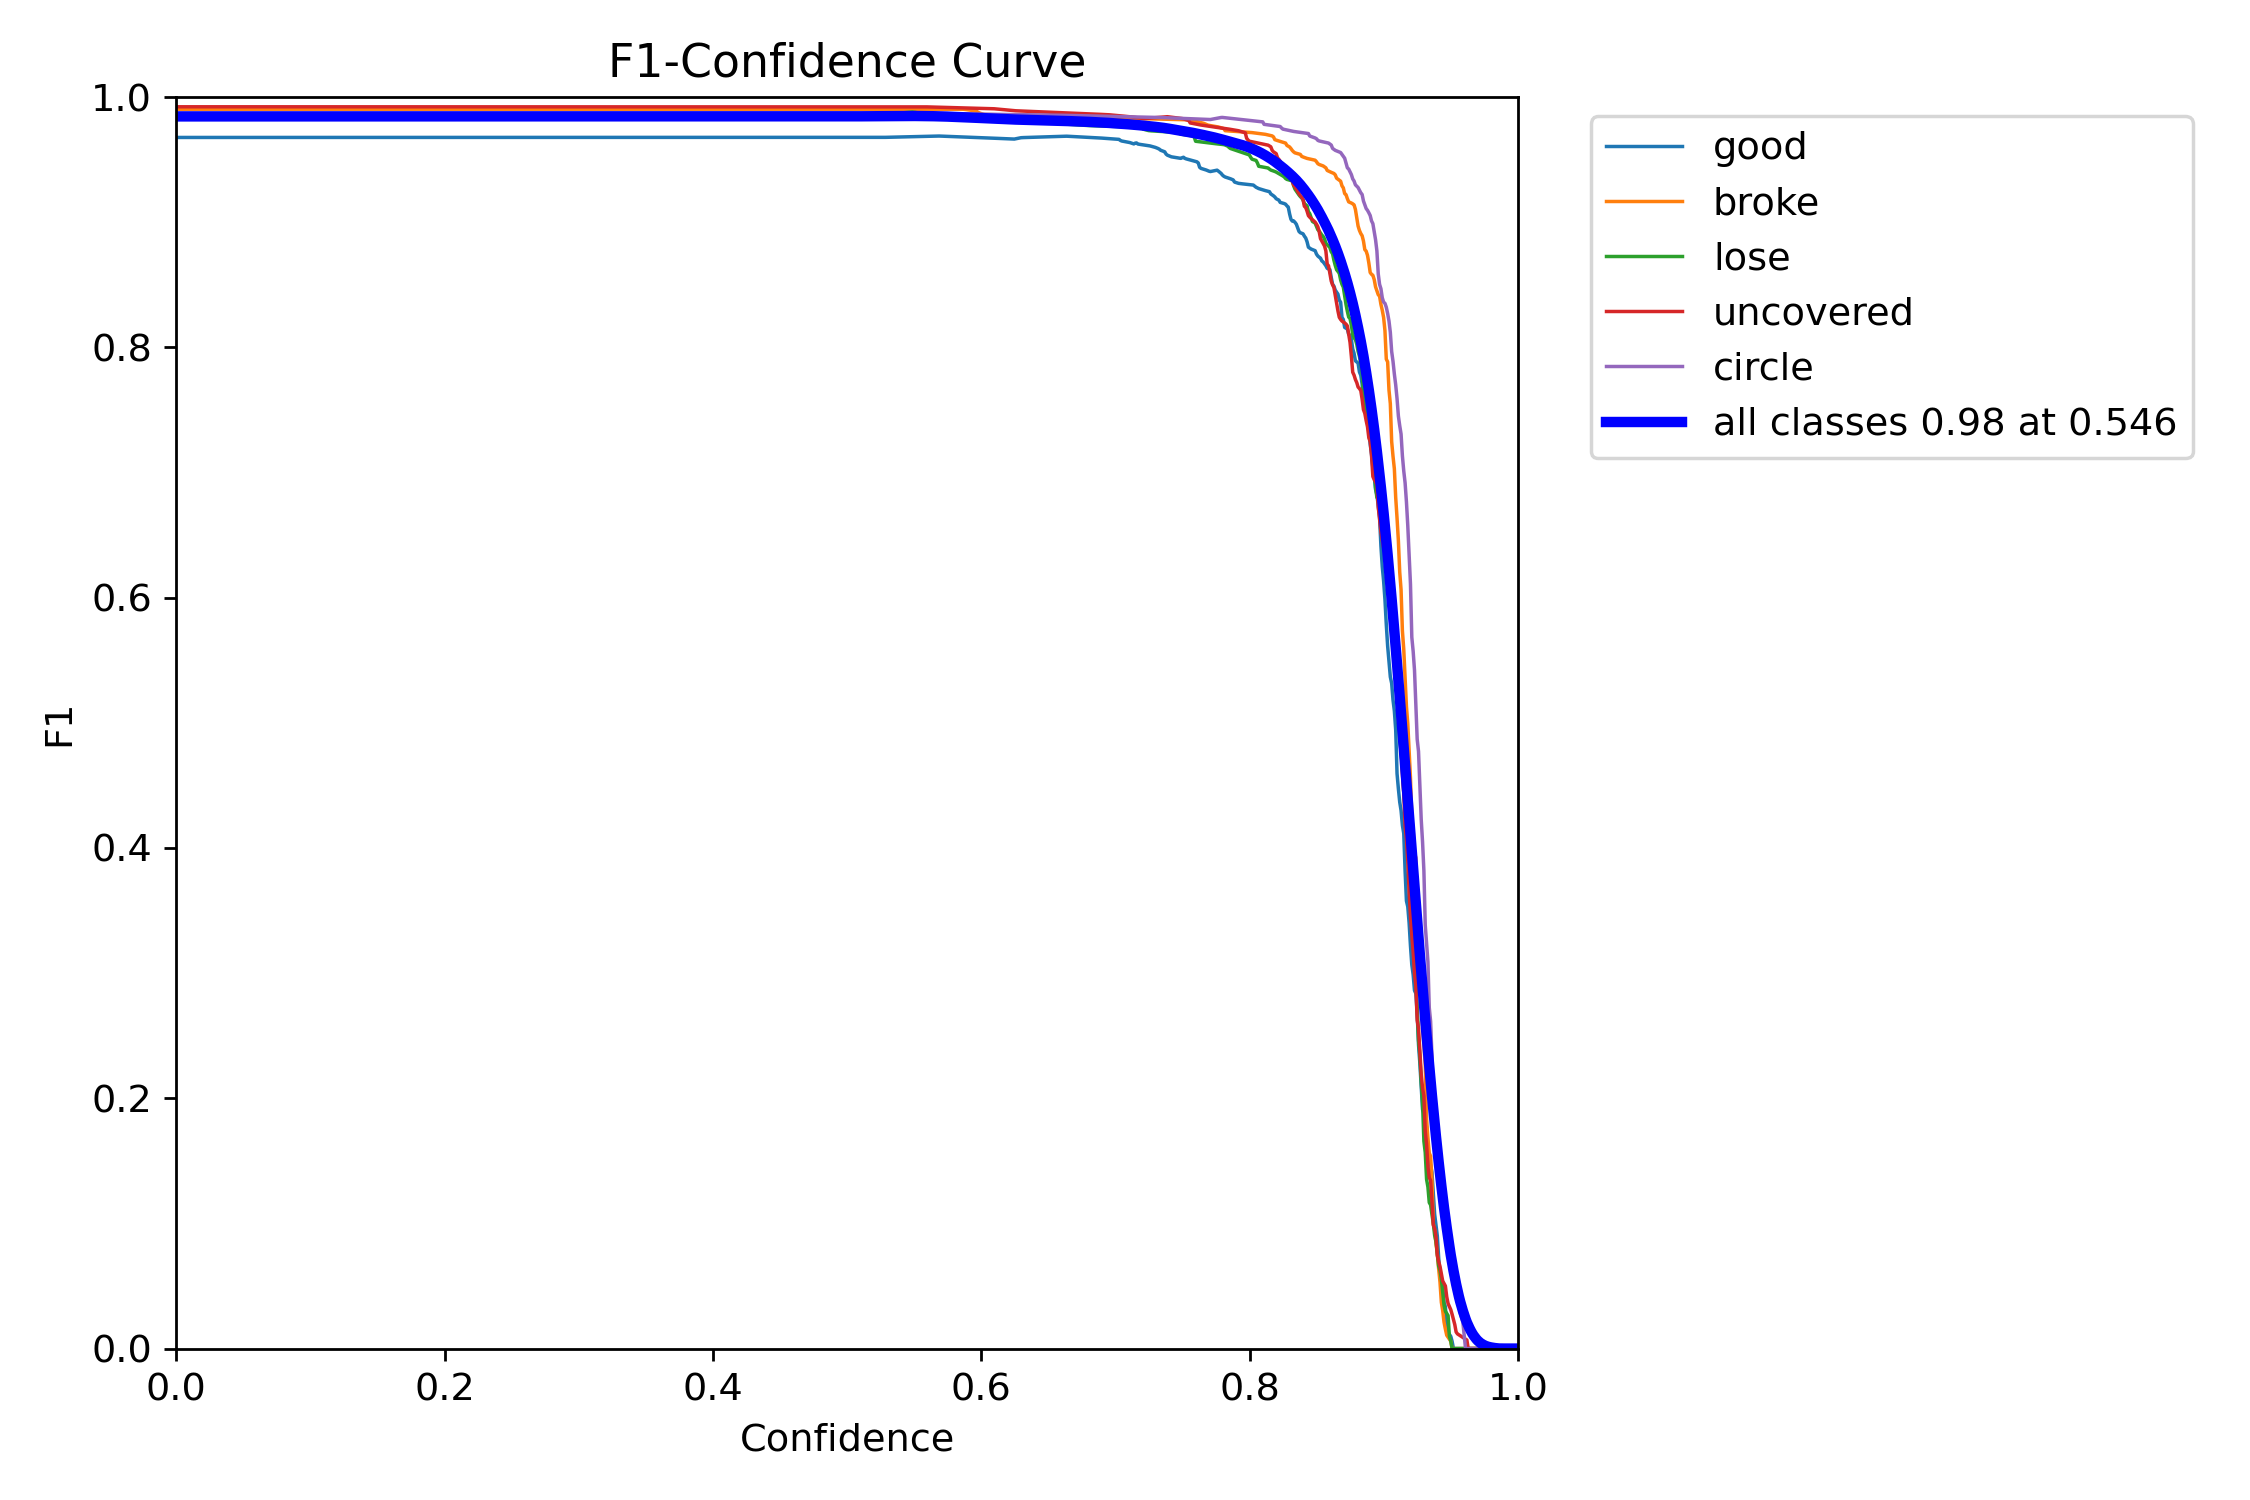 F1-Confidence Curve
1.0
0.8
0.6
0.4
0.2
0.0
F1
0.0 0.2 0.4 0.6 0.8 1.0
Confidence
good
broke
lose
uncovered
circle
all classes 0.98 at 0.546